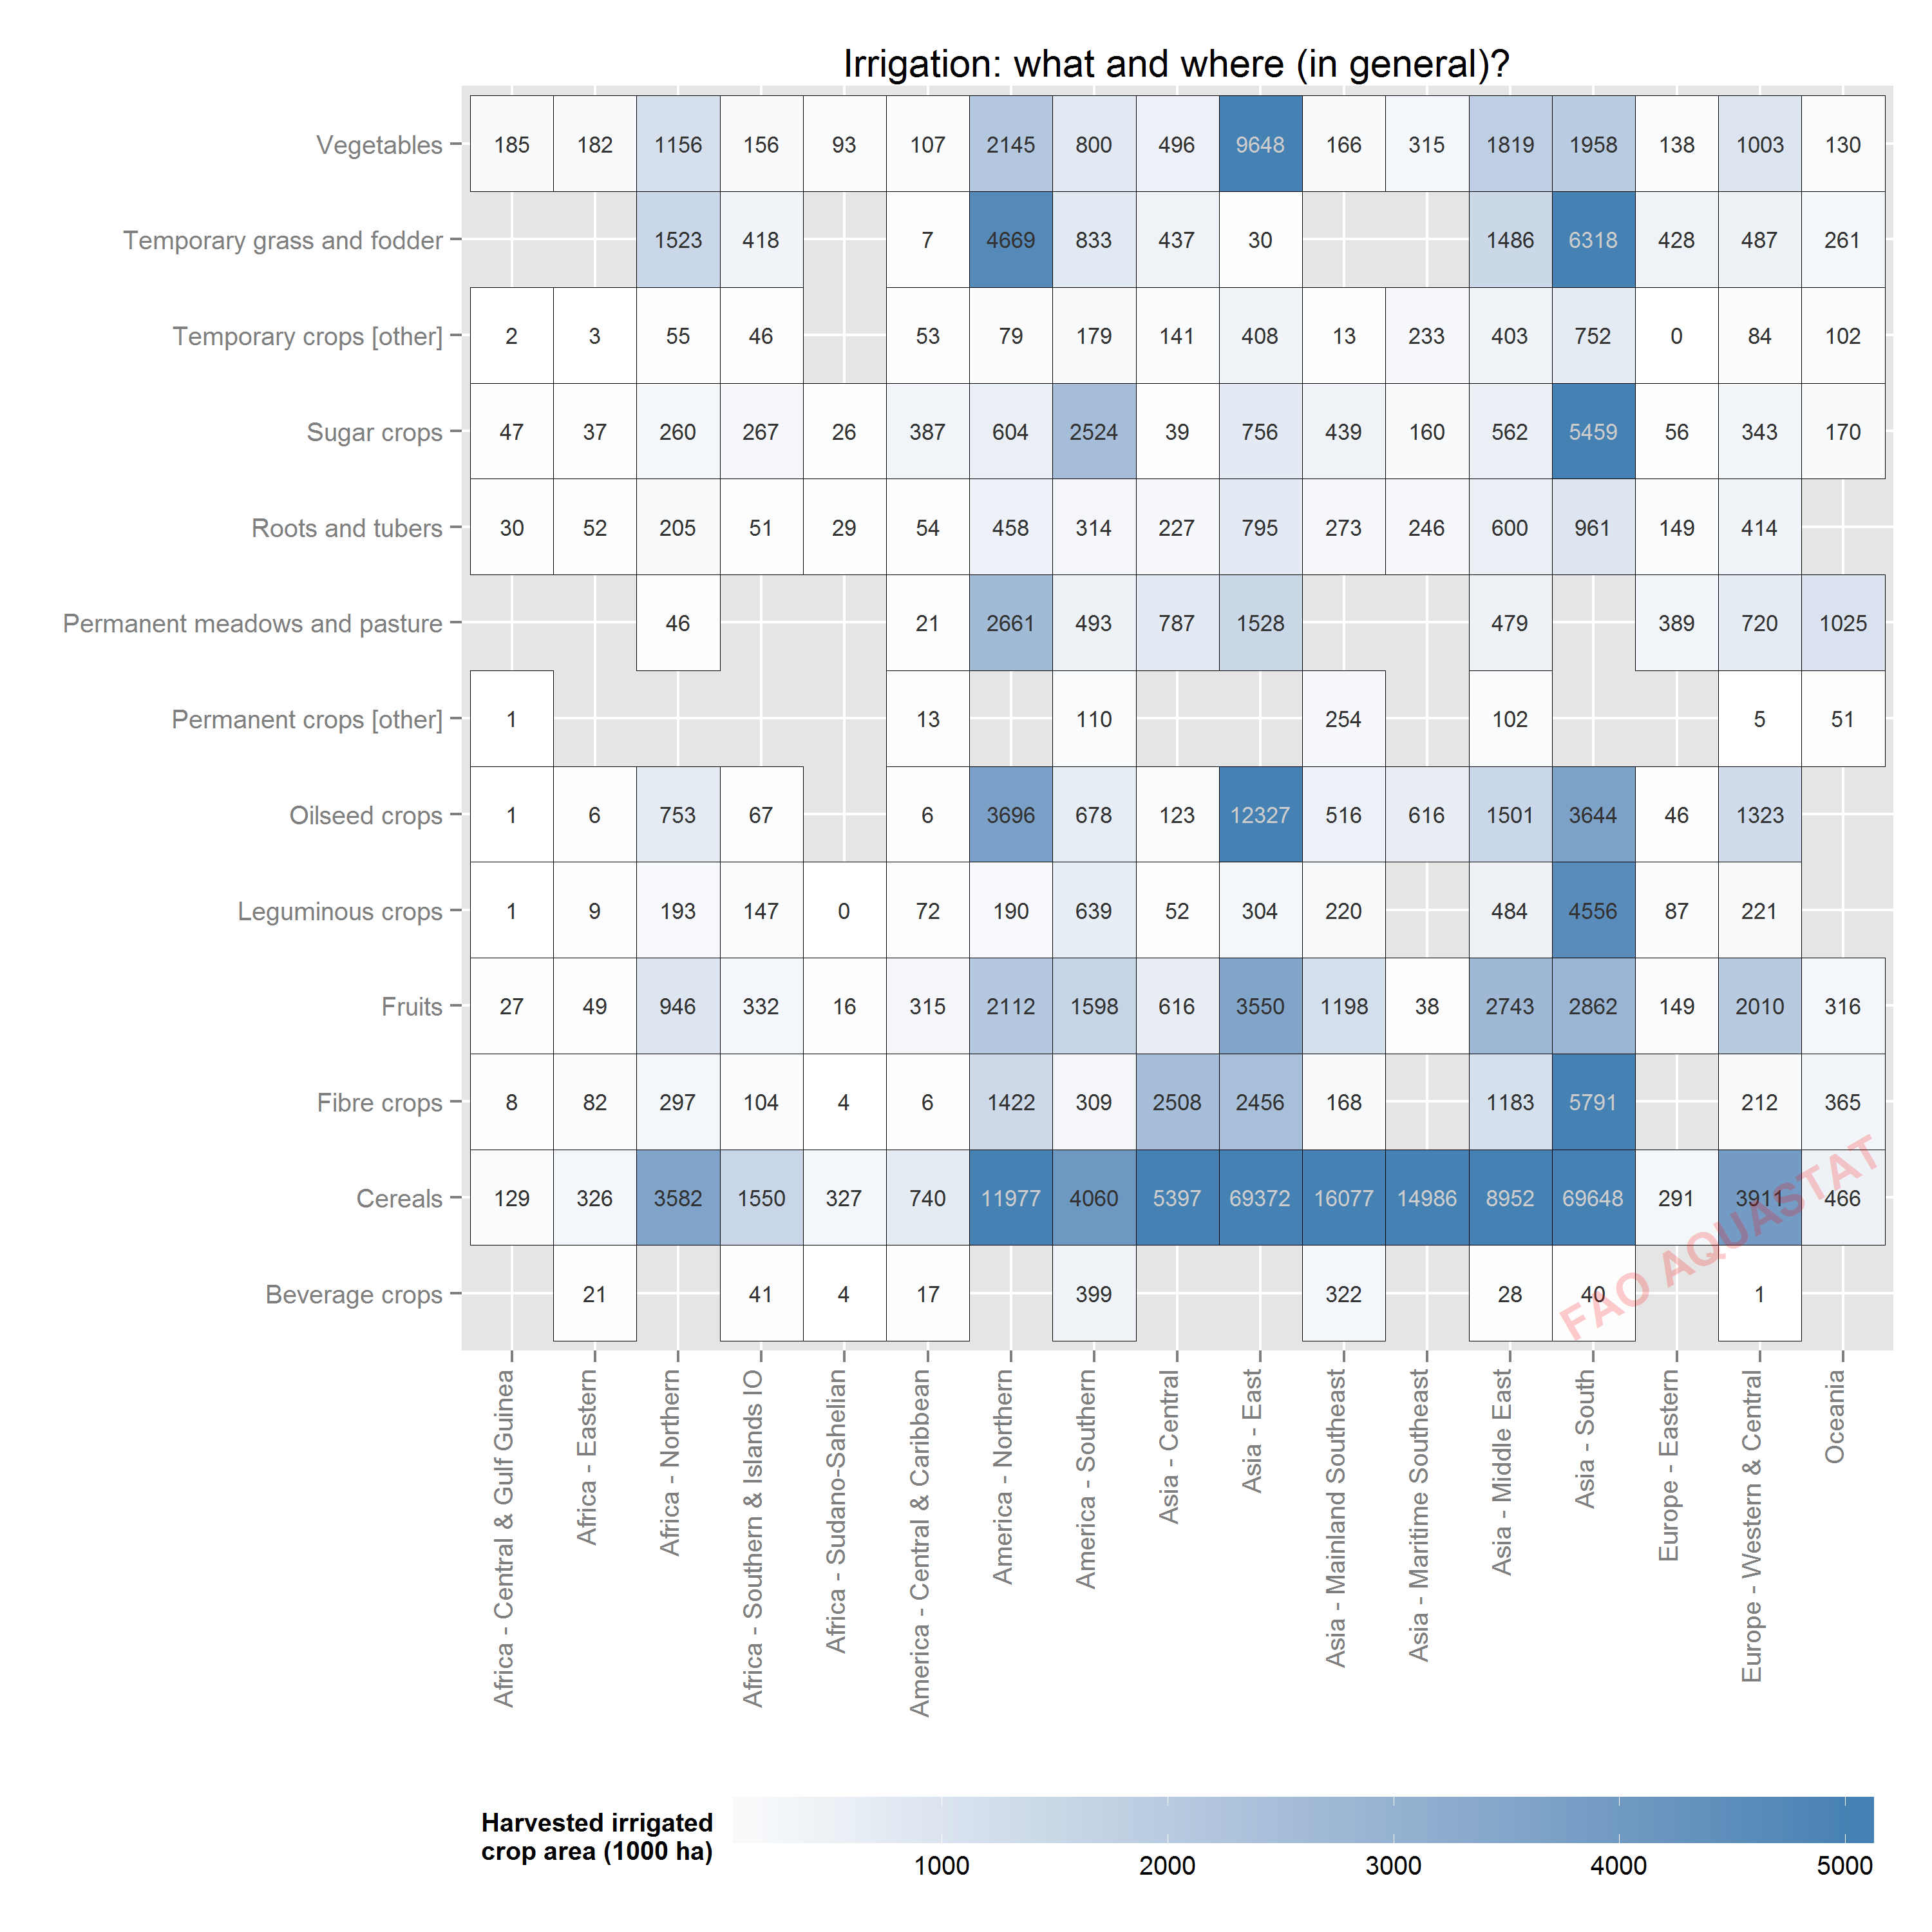 Irrigation: what and where (in general)?
Vegetables 185 182 1156 156 93 107 2145 800 496 9648 166 315 1819 1958 138 1003 130
Temporary grass and fodder 1523 418 7 4669 833 437 30 1486 6318 428 487 261
Temporary crops [other] 2 3 55 46 53 79 179 141 408 13 233 403 752 0 84 102
Sugar crops 47 37 260 267 26 387 604 2524 39 756 439 160 562 5459 56 343 170
Roots and tubers 30 52 205 51 29 54 458 314 227 795 273 246 600 961 149 414
Permanent meadows and pasture 46 21 2661 493 787 1528 479 389 720 1025
Permanent crops [other] 1 13 110 254 102 5 51
Oilseed crops 1 6 753 67 6 3696 678 123 12327 516 616 1501 3644 46 1323
Leguminous crops 1 9 193 147 0 72 190 639 52 304 220 484 4556 87 221
Fruits 27 49 946 332 16 315 2112 1598 616 3550 1198 38 2743 2862 149 2010 316
Fibre crops 8 82 297 104 4 6 1422 309 2508 2456 168 1183 5791 212 365
Cereals 129 326 3582 1550 327 740 11977 4060 5397 69372 16077 14986 8952 69648 291 3911 466
Beverage crops 21 41 4 17 399 322 28 40 1
FAO AQUASTAT
Africa - Central & Gulf Guinea
Africa - Eastern
Africa - Northern
Africa - Southern & Islands IO
Africa - Sudano-Sahelian
America - Central & Caribbean
America - Northern
America - Southern
Asia - Central
Asia - East
Asia - Mainland Southeast
Asia - Maritime Southeast
Asia - Middle East
Asia - South
Europe - Eastern
Europe - Western & Central
Oceania
Harvested irrigated
crop area (1000 ha)
1000 2000 3000 4000 5000